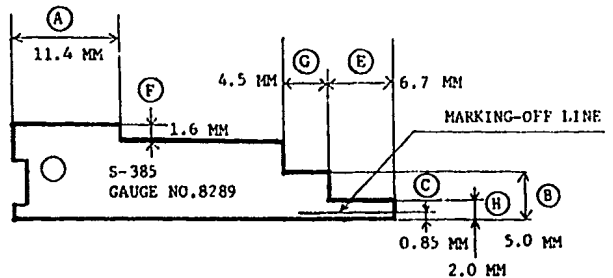 A
11.4 MM
G
E
4.5 MM
6.7 MM
F
1.6 MM
MARKING-OFF LINE
S-385
GAUGE NO.8289
C
B
H
0.85 MM
5.0 MM
2.0 MM